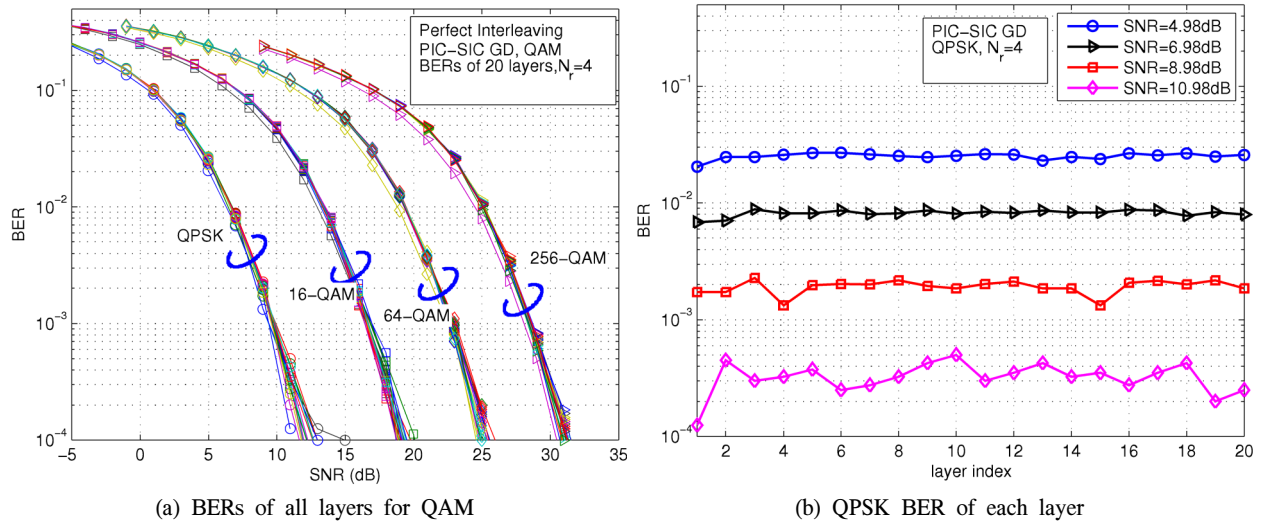 Perfect Interleaving
PIC−SIC GD, QAM
BERs of 20 layers,N_r=4
QPSK
16−QAM
64−QAM
256−QAM
BER
10^−1
10^−2
10^−3
10^−4
−5 0 5 10 15 20 25 30 35
SNR (dB)
(a) BERs of all layers for QAM
PIC−SIC GD
QPSK, N_r=4
SNR=4.98dB
SNR=6.98dB
SNR=8.98dB
SNR=10.98dB
BER
10^−1
10^−2
10^−3
10^−4
2 4 6 8 10 12 14 16 18 20
layer index
(b) QPSK BER of each layer